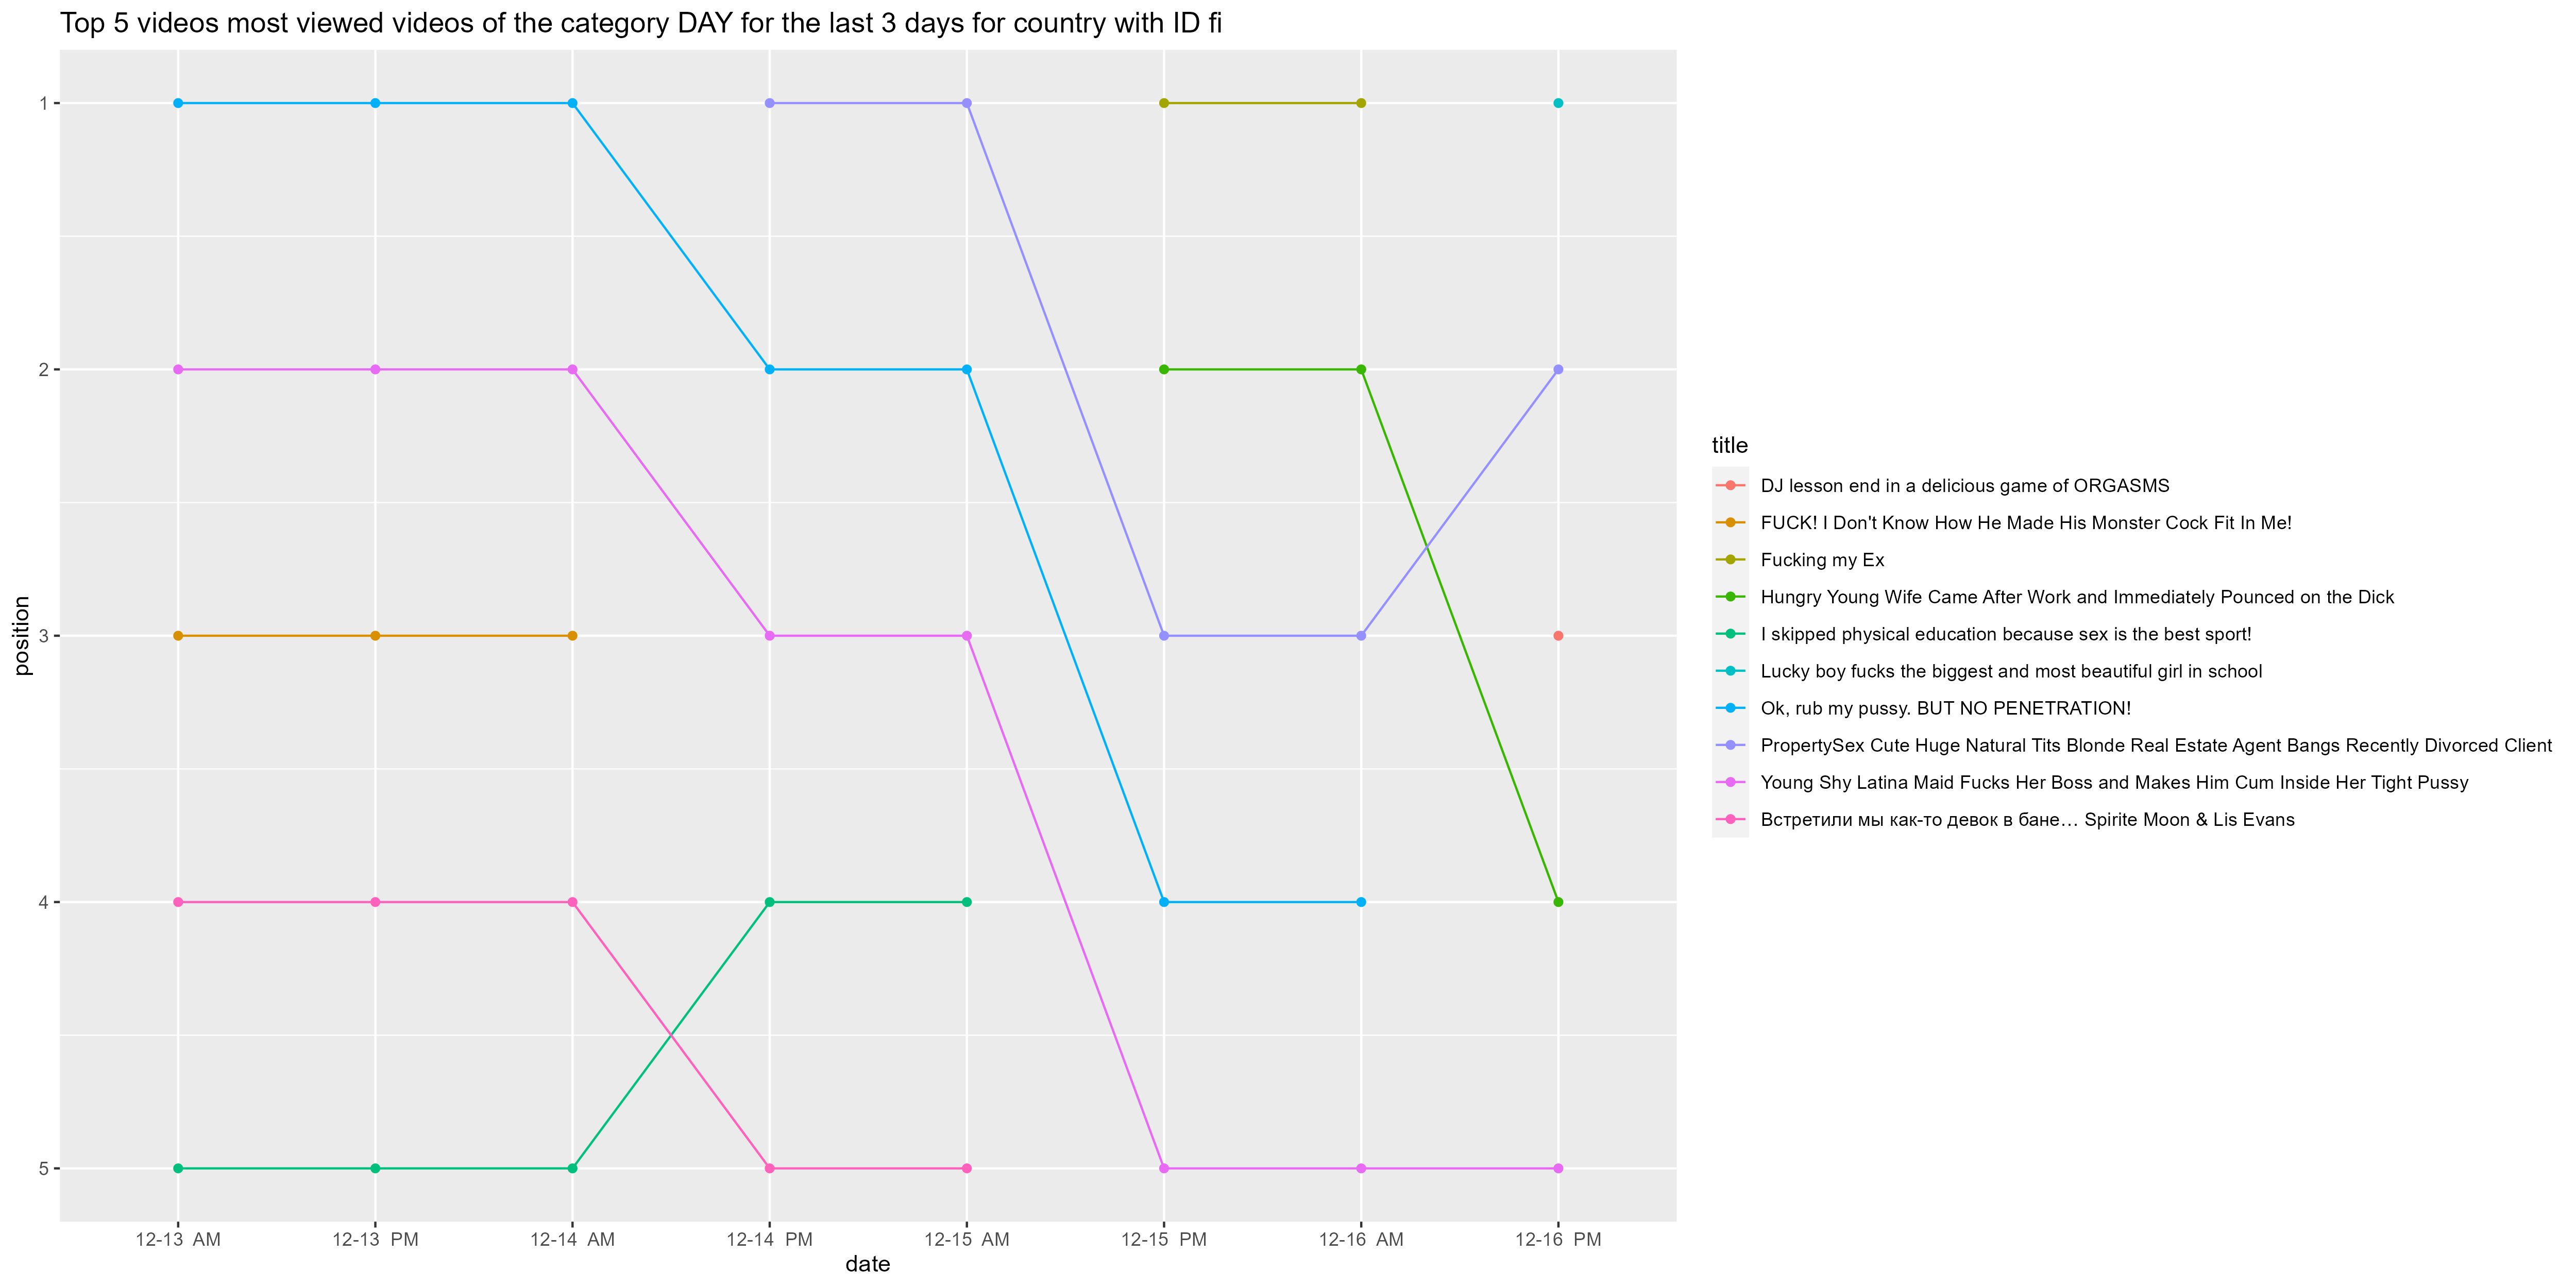 Top 5 videos most viewed videos of the category DAY for the last 3 days for country with ID fi
position
1
2
3
4
5
12-13 AM
12-13 PM
12-14 AM
12-14 PM
12-15 AM
12-15 PM
12-16 AM
12-16 PM
date
title
DJ lesson end in a delicious game of ORGASMS
FUCK! I Don't Know How He Made His Monster Cock Fit In Me!
Fucking my Ex
Hungry Young Wife Came After Work and Immediately Pounced on the Dick
I skipped physical education because sex is the best sport!
Lucky boy fucks the biggest and most beautiful girl in school
Ok, rub my pussy. BUT NO PENETRATION!
PropertySex Cute Huge Natural Tits Blonde Real Estate Agent Bangs Recently Divorced Client
Young Shy Latina Maid Fucks Her Boss and Makes Him Cum Inside Her Tight Pussy
Встретили мы как-то девок в бане… Spirite Moon & Lis Evans